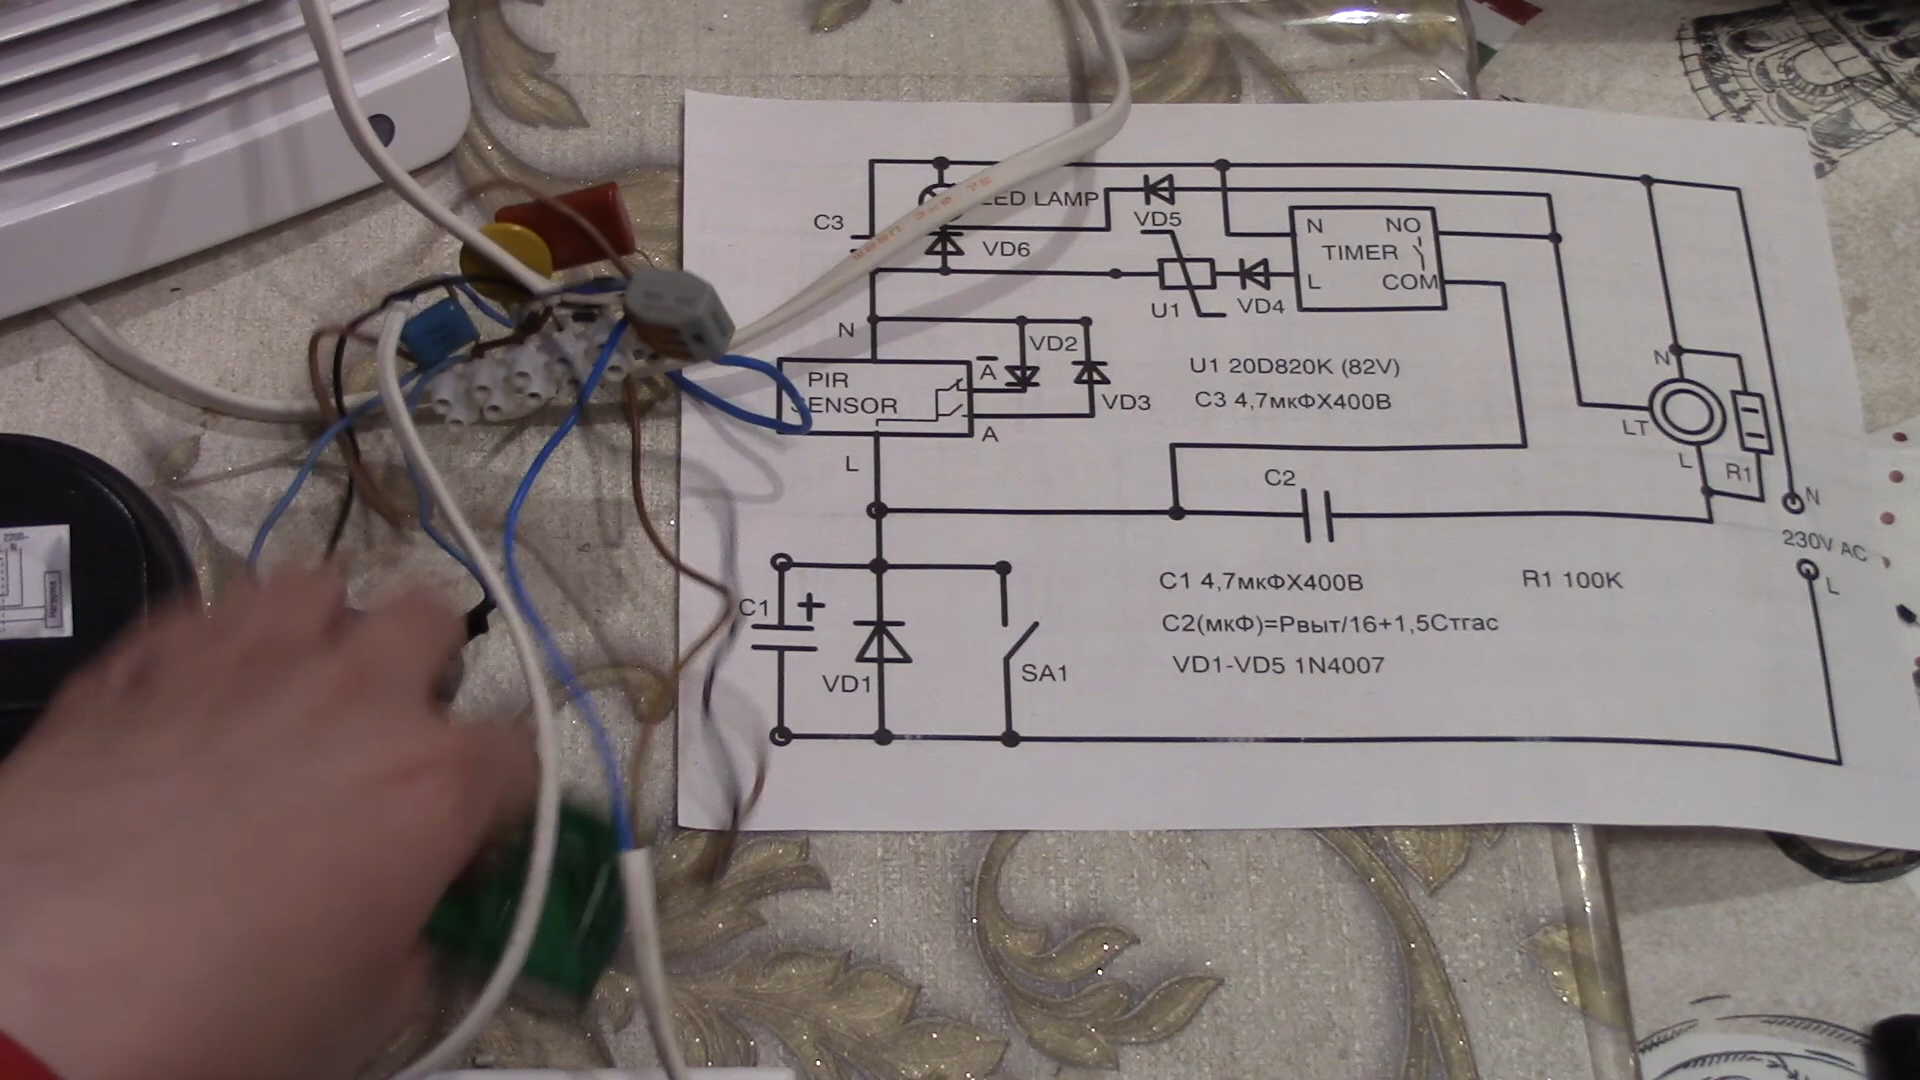 C3
LED LAMP
VD5
VD6
N
NO
TIMER
L
COM
U1
VD4
N
VD2
A
PIR
SENSOR
VD3
A
L
U1 20D820K (82V)
C3 4,7мкФХ400В
N
LT
L
R1
N
230V AC
L
C2
C1
+
VD1
SA1
C1 4,7мкФХ400В
R1 100K
C2(мкФ)=Рвыт/16+1,5Стгас
VD1-VD5 1N4007